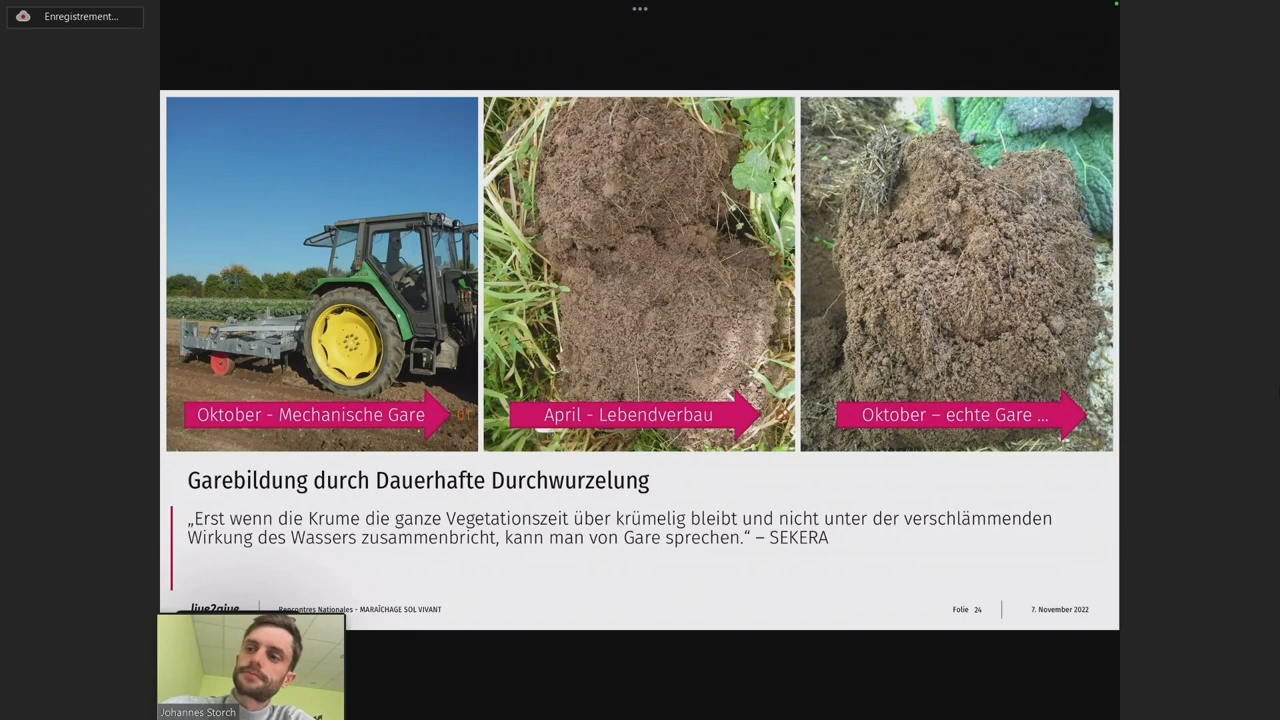 Enregistrement...
Oktober - Mechanische Gare
April - Lebendverbau
Oktober – echte Gare ...
Garebildung durch Dauerhafte Durchwurzelung
„Erst wenn die Krume die ganze Vegetationszeit über krümelig bleibt und nicht unter der verschlämmenden
Wirkung des Wassers zusammenbricht, kann man von Gare sprechen.“ – SEKERA
live2give
Rencontres Nationales - MARAÎCHAGE SOL VIVANT
Folie 24
7. November 2022
Johannes Storch